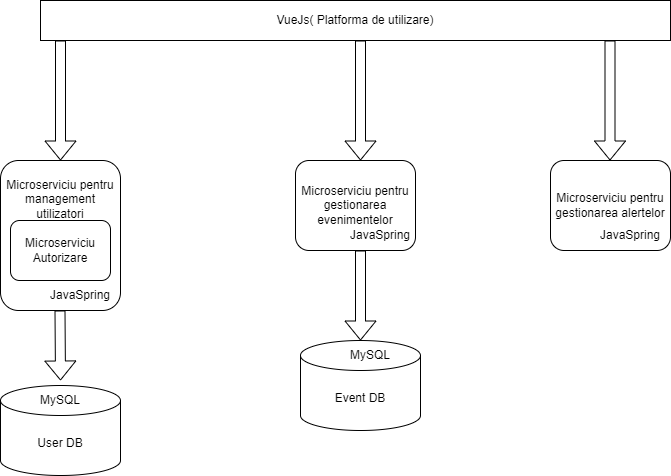 VueJs( Platforma de utilizare)
Microserviciu pentru
management
utilizatori
Microserviciu
Autorizare
JavaSpring
Microserviciu pentru
gestionarea
evenimentelor
JavaSpring
Microserviciu pentru
gestionarea alertelor
JavaSpring
MySQL
User DB
MySQL
Event DB